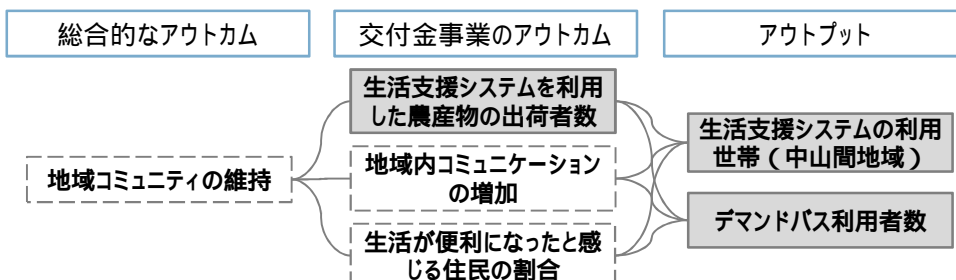 総合的なアウトカム
交付金事業のアウトカム
アウトプット
生活支援システムを利用
した農産物の出荷者数
生活支援システムの利用
世帯（中山間地域）
地域コミュニティの維持
地域内コミュニケーション
の増加
デマンドバス利用者数
生活が便利になったと感
じる住民の割合